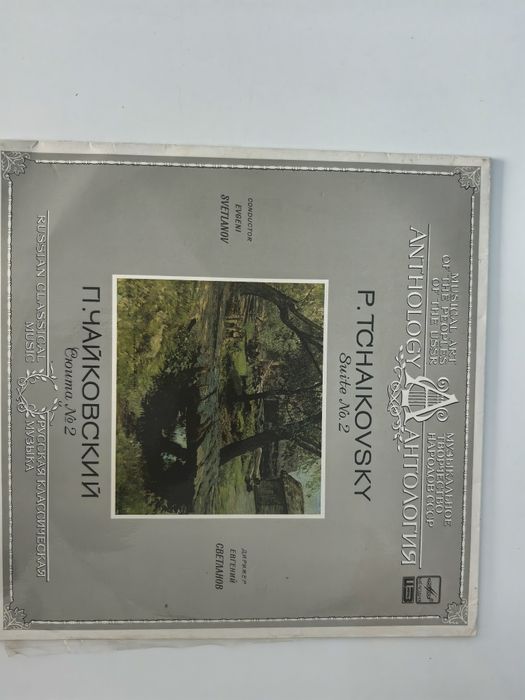 MUSICAL ART
OF THE PEOPLES
OF THE USSR
ANTHOLOGY
МУЗЫКАЛЬНОЕ
ТВОРЧЕСТВО
НАРОДОВ СССР
АНТОЛОГИЯ
P. TCHAIKOVSKY
Suite No 2
CONDUCTOR
EVGENI
SVETLANOV
ДИРИЖЕР
ЕВГЕНИЙ
СВЕТЛАНОВ
П. ЧАЙКОВСКИЙ
Сюита № 2
RUSSIAN CLASSICAL
MUSIC
РУССКАЯ КЛАССИЧЕСКАЯ
МУЗЫКА